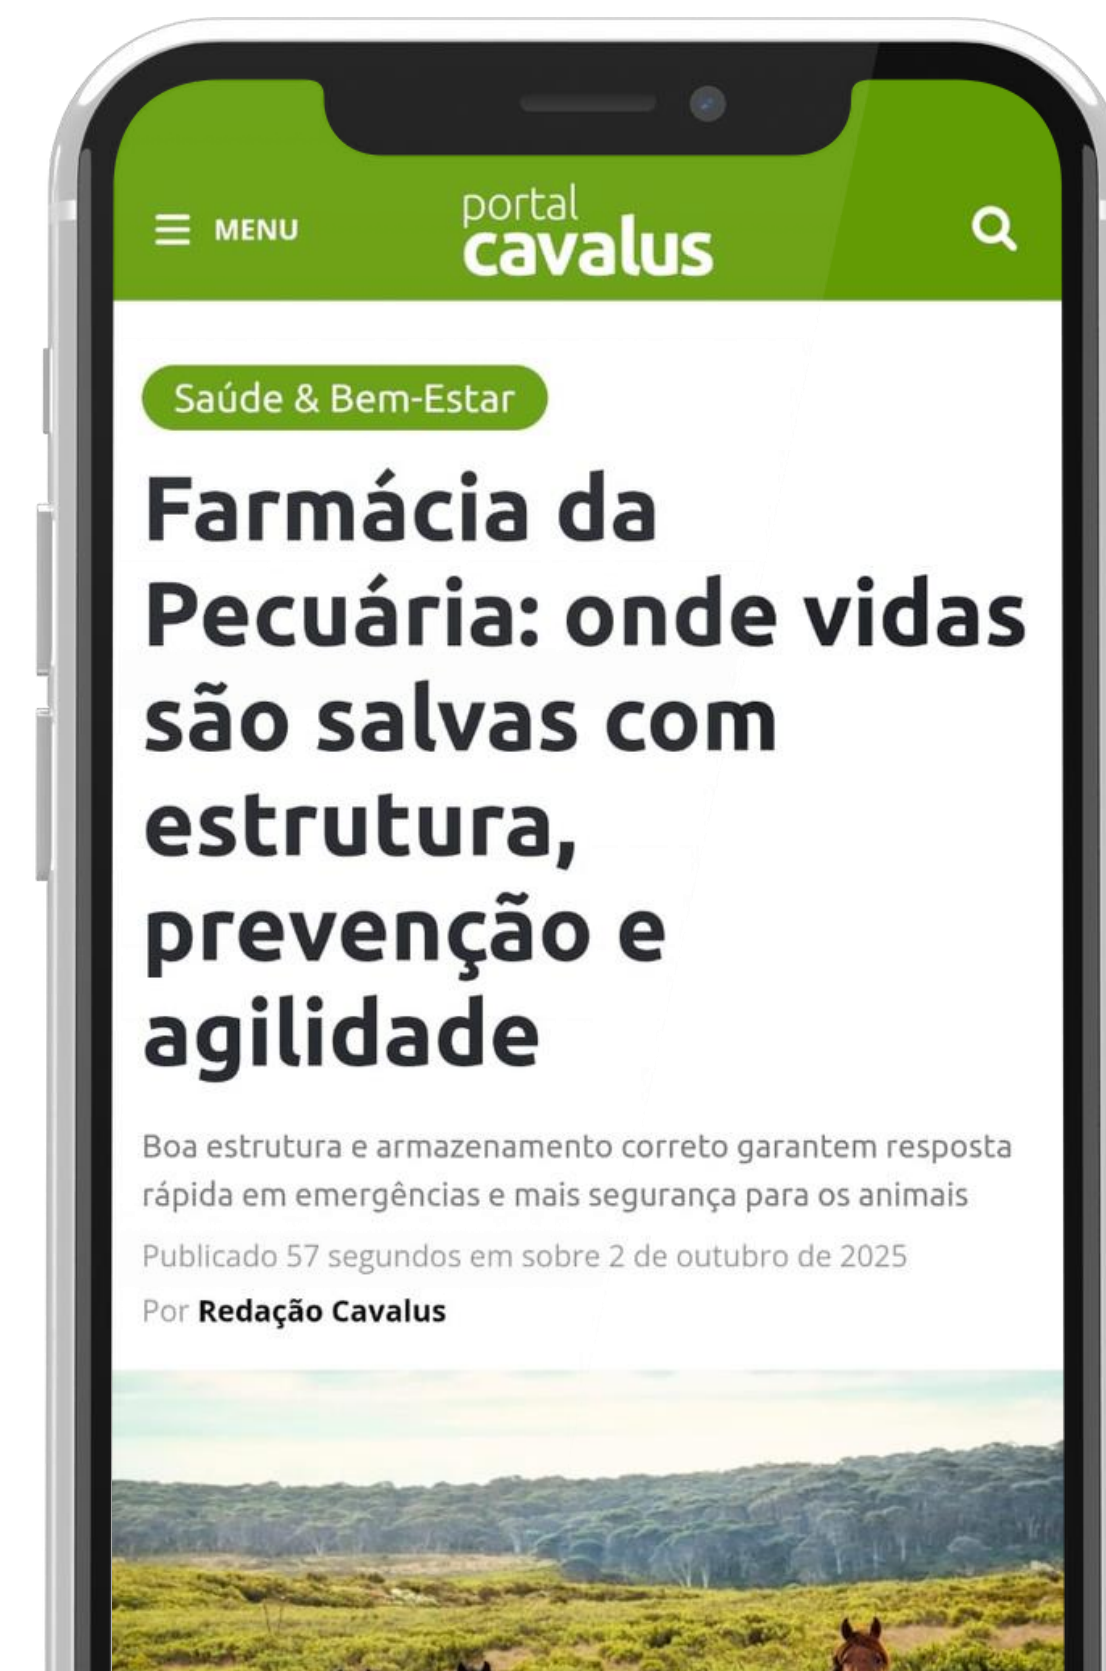 MENU
portal
cavalus
Saúde & Bem-Estar
Farmácia da
Pecuária: onde vidas
são salvas com
estrutura,
prevenção e
agilidade
Boa estrutura e armazenamento correto garantem resposta
rápida em emergências e mais segurança para os animais
Publicado 57 segundos em sobre 2 de outubro de 2025
Por Redação Cavalus